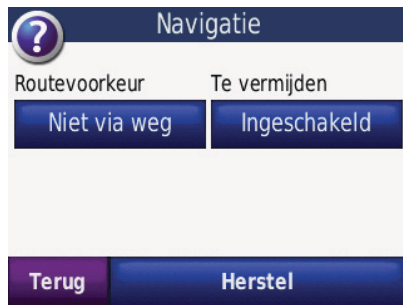 ?
Navigatie
Routevoorkeur Te vermijden
Niet via weg Ingeschakeld
Terug Herstel